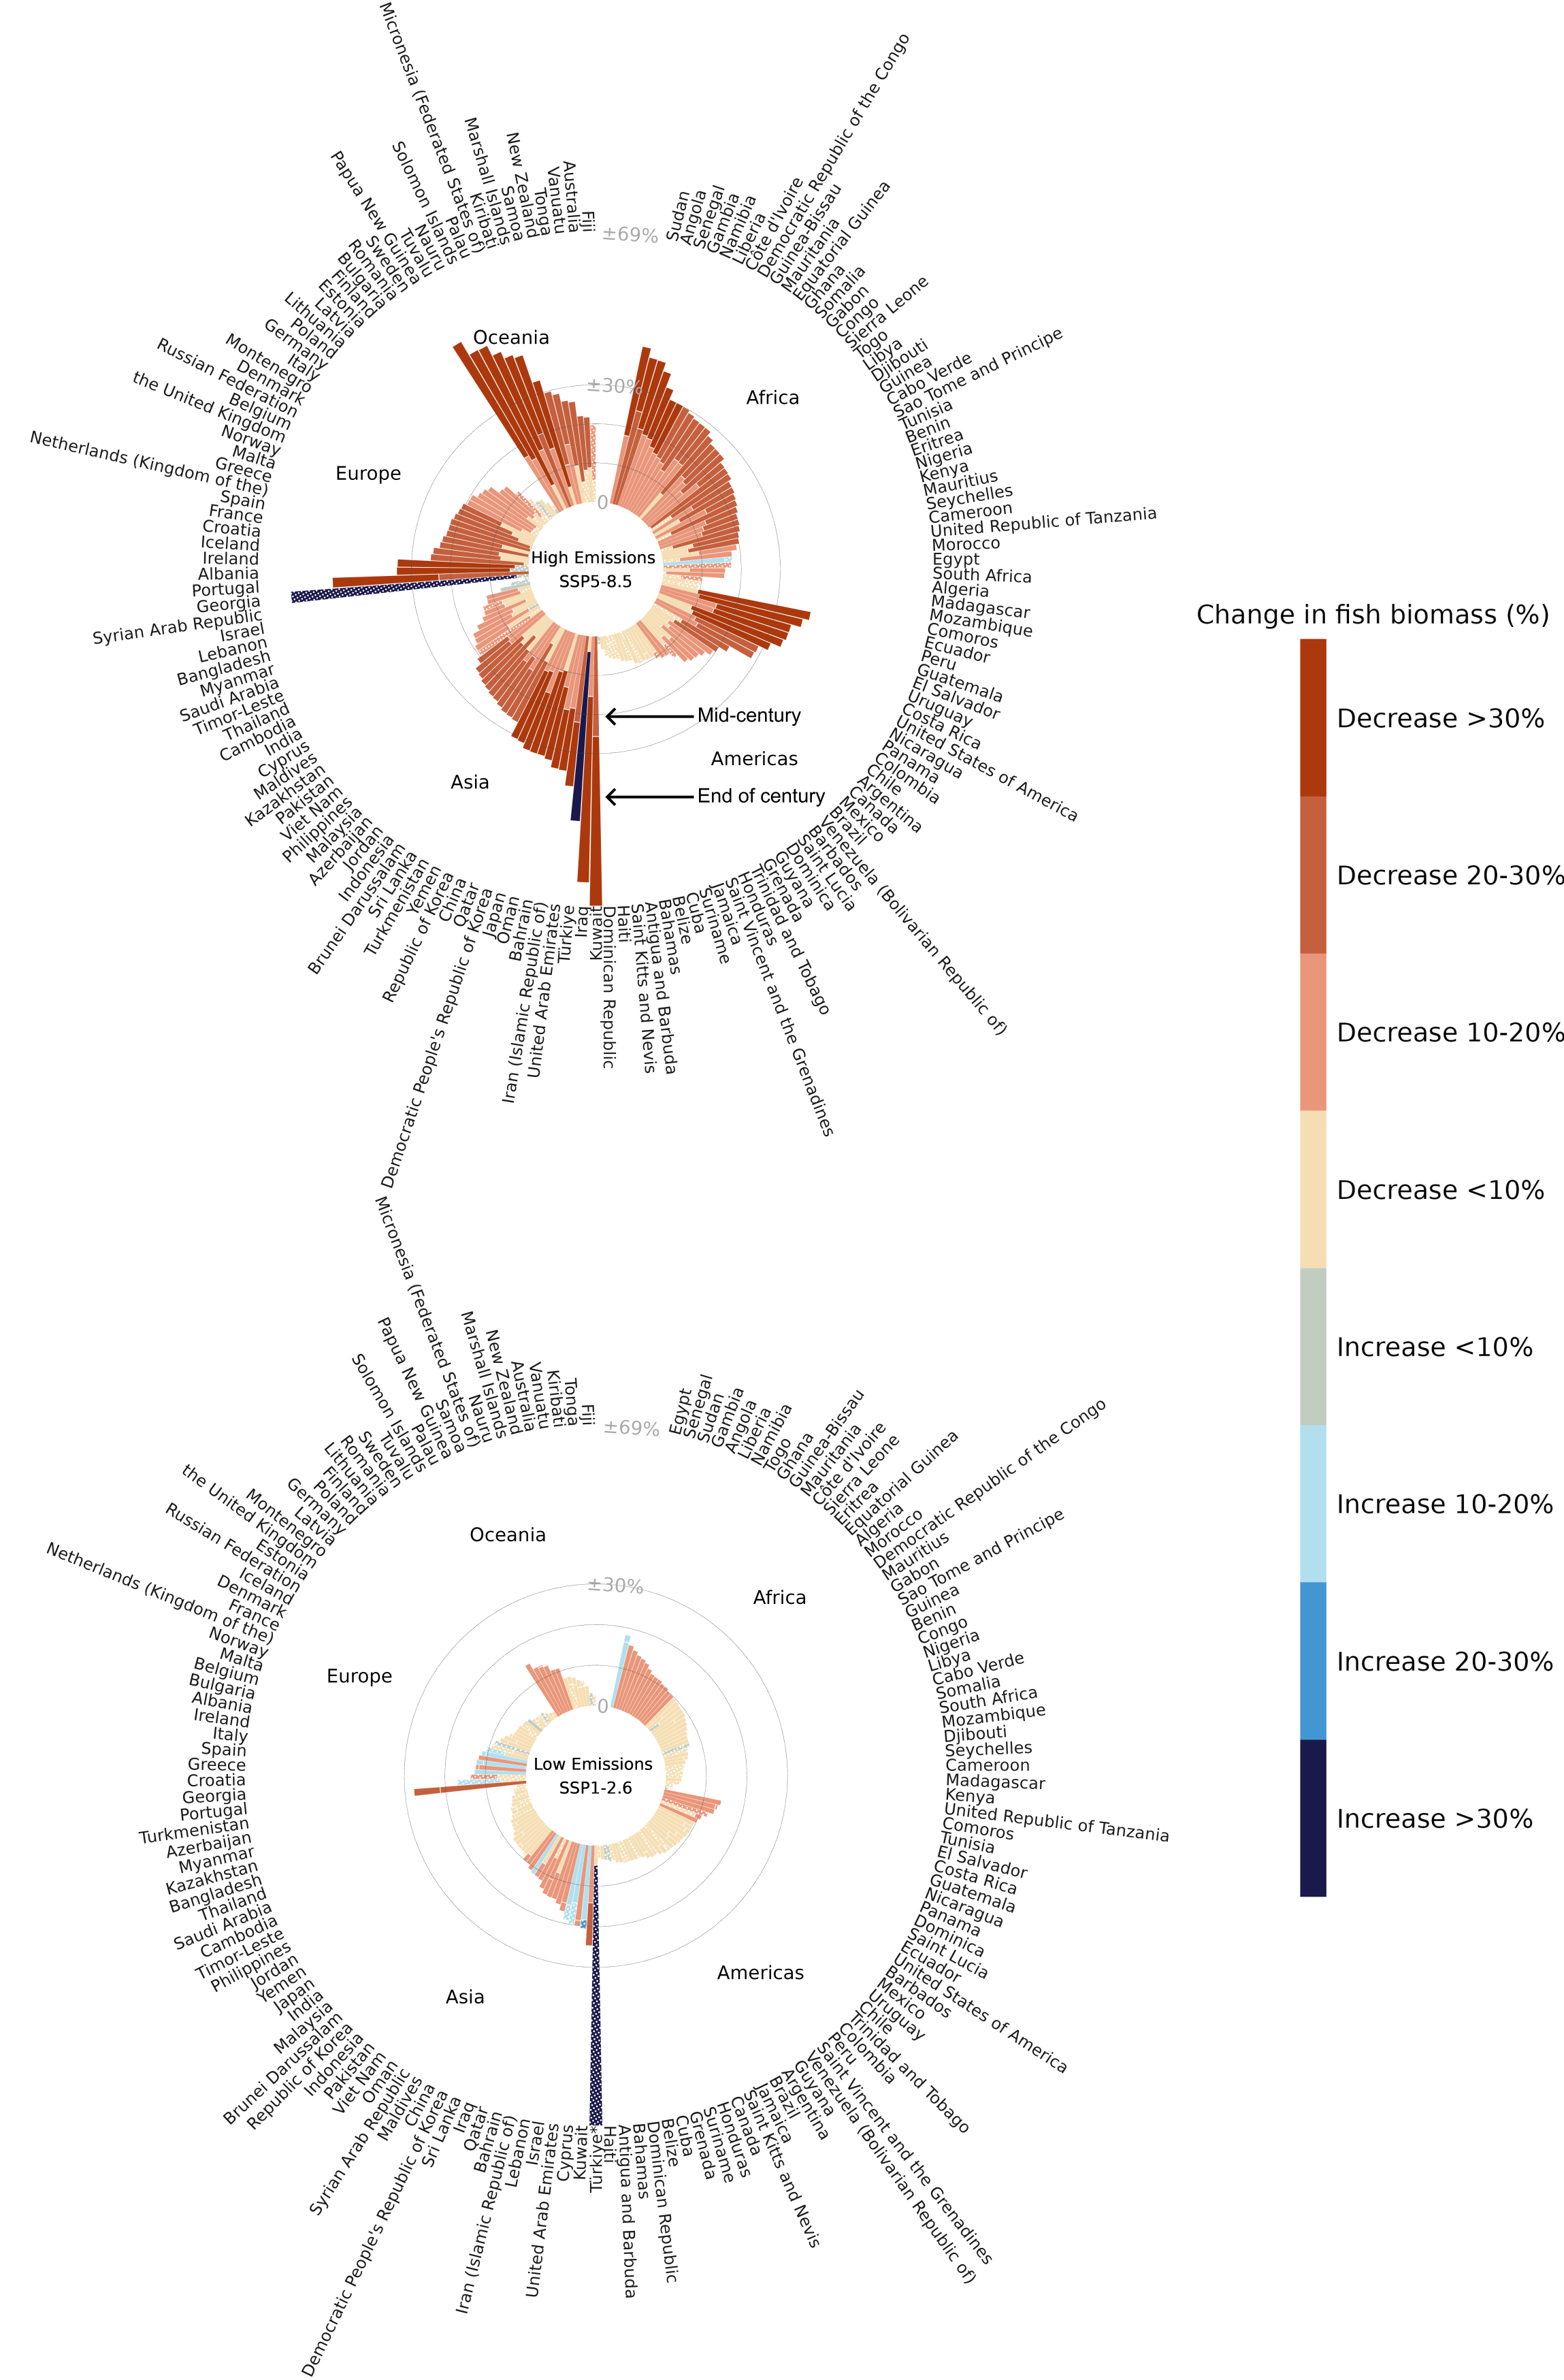 Micronesia (Federated States of)
Papua New Guinea
Solomon Islands
Marshall Islands
New Zealand
Australia
Vanuatu
Tonga
Samoa
Kiribati
Palau
Nauru
Tuvalu
Fiji
±69%
Sudan
Angola
Senegal
Gambia
Namibia
Liberia
Côte d'Ivoire
Democratic Republic of the Congo
Guinea-Bissau
Mauritania
Equatorial Guinea
Ghana
Somalia
Gabon
Congo
Sierra Leone
Togo
Libya
Djibouti
Guinea
Cabo Verde
Sao Tome and Principe
Tunisia
Benin
Eritrea
Nigeria
Kenya
Mauritius
Seychelles
Cameroon
United Republic of Tanzania
Morocco
Egypt
South Africa
Algeria
Madagascar
Mozambique
Comoros
Ecuador
Peru
Guatemala
El Salvador
Uruguay
Costa Rica
United States of America
Nicaragua
Panama
Colombia
Chile
Argentina
Canada
Mexico
Brazil
Venezuela (Bolivarian Republic of)
Barbados
Saint Lucia
Dominica
Guyana
Grenada
Trinidad and Tobago
Honduras
Saint Vincent and the Grenadines
Jamaica
Suriname
Cuba
Belize
Bahamas
Antigua and Barbuda
Saint Kitts and Nevis
Haiti
Dominican Republic
Kuwait
Iraq
Türkiye
United Arab Emirates
Iran (Islamic Republic of)
Bahrain
Oman
Japan
Democratic People's Republic of Korea
Qatar
China
Republic of Korea
Yemen
Turkmenistan
Sri Lanka
Brunei Darussalam
Indonesia
Jordan
Azerbaijan
Malaysia
Philippines
Viet Nam
Pakistan
Kazakhstan
Maldives
Cyprus
India
Cambodia
Thailand
Timor-Leste
Saudi Arabia
Myanmar
Bangladesh
Lebanon
Israel
Syrian Arab Republic
Georgia
Portugal
Albania
Ireland
Iceland
Croatia
France
Spain
Netherlands (Kingdom of the)
Greece
Malta
Norway
the United Kingdom
Belgium
Russian Federation
Denmark
Montenegro
Italy
Germany
Poland
Lithuania
Latvia
Estonia
Finland
Bulgaria
Romania
Sweden
Oceania
±30%
Africa
Europe
0
High Emissions
SSP5-8.5
Mid-century
Americas
Asia
End of century
Change in fish biomass (%)
Decrease >30%
Decrease 20-30%
Decrease 10-20%
Decrease <10%
Increase <10%
Increase 10-20%
Increase 20-30%
Increase >30%
Micronesia (Federated States of)
Papua New Guinea
Solomon Islands
Marshall Islands
New Zealand
Australia
Vanuatu
Kiribati
Tonga
Fiji
Nauru
Samoa
Palau
Tuvalu
±69%
Egypt
Senegal
Sudan
Gambia
Angola
Liberia
Namibia
Togo
Ghana
Guinea-Bissau
Mauritania
Côte d'Ivoire
Sierra Leone
Eritrea
Equatorial Guinea
Algeria
Morocco
Democratic Republic of the Congo
Mauritius
Gabon
Sao Tome and Principe
Guinea
Benin
Congo
Nigeria
Libya
Cabo Verde
Somalia
South Africa
Mozambique
Djibouti
Seychelles
Cameroon
Madagascar
Kenya
United Republic of Tanzania
Comoros
Tunisia
El Salvador
Costa Rica
Guatemala
Nicaragua
Panama
Dominica
Saint Lucia
Ecuador
United States of America
Barbados
Mexico
Uruguay
Chile
Trinidad and Tobago
Colombia
Peru
Saint Vincent and the Grenadines
Venezuela (Bolivarian Republic of)
Guyana
Argentina
Brazil
Jamaica
Saint Kitts and Nevis
Canada
Honduras
Suriname
Grenada
Cuba
Belize
Dominican Republic
Bahamas
Antigua and Barbuda
Haiti
Türkiye*
Kuwait
Cyprus
United Arab Emirates
Israel
Lebanon
Iran (Islamic Republic of)
Bahrain
Qatar
Iraq
Sri Lanka
Democratic People's Republic of Korea
China
Maldives
Syrian Arab Republic
Oman
Viet Nam
Pakistan
Indonesia
Republic of Korea
Brunei Darussalam
Malaysia
India
Japan
Yemen
Jordan
Philippines
Timor-Leste
Cambodia
Saudi Arabia
Thailand
Bangladesh
Kazakhstan
Myanmar
Azerbaijan
Turkmenistan
Portugal
Georgia
Croatia
Greece
Spain
Italy
Ireland
Albania
Bulgaria
Belgium
Malta
Norway
Netherlands (Kingdom of the)
France
Denmark
Iceland
Russian Federation
Estonia
the United Kingdom
Montenegro
Latvia
Germany
Poland
Finland
Lithuania
Romania
Sweden
Oceania
±30%
Africa
Europe
0
Low Emissions
SSP1-2.6
Americas
Asia